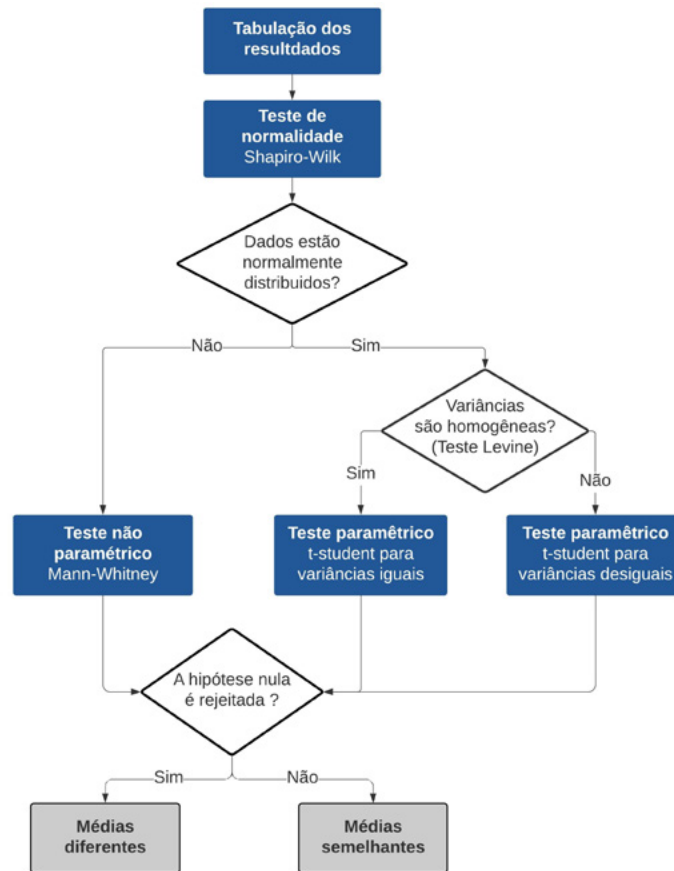 Tabulação dos
resultdados
Teste de
normalidade
Shapiro-Wilk
Dados estão
normalmente
distribuidos?
Não
Sim
Variâncias
são homogêneas?
(Teste Levine)
Sim
Não
Teste não
paramétrico
Mann-Whitney
Teste paramêtrico
t-student para
variâncias iguais
Teste paramêtrico
t-student para
variâncias desiguais
A hipótese nula
é rejeitada ?
Sim
Não
Médias
diferentes
Médias
semelhantes